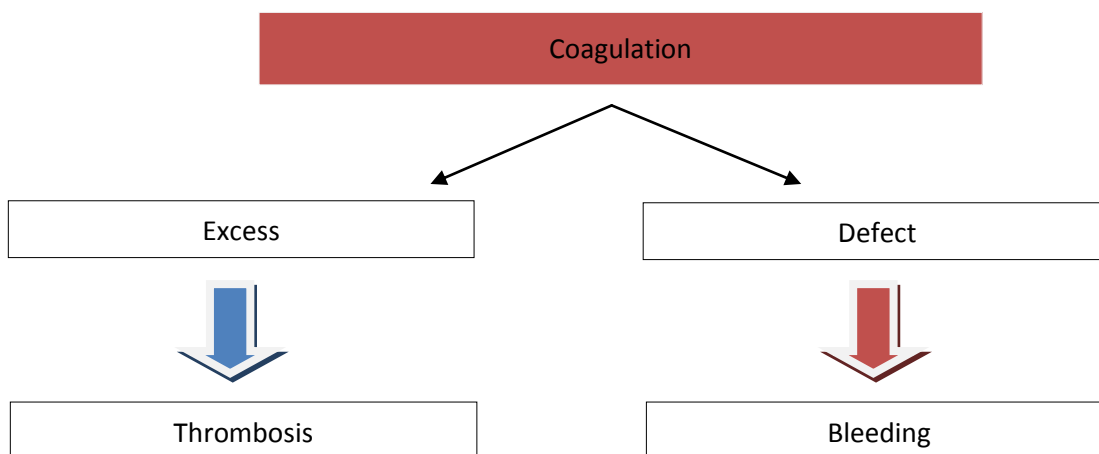 Coagulation
Excess
Defect
Thrombosis
Bleeding